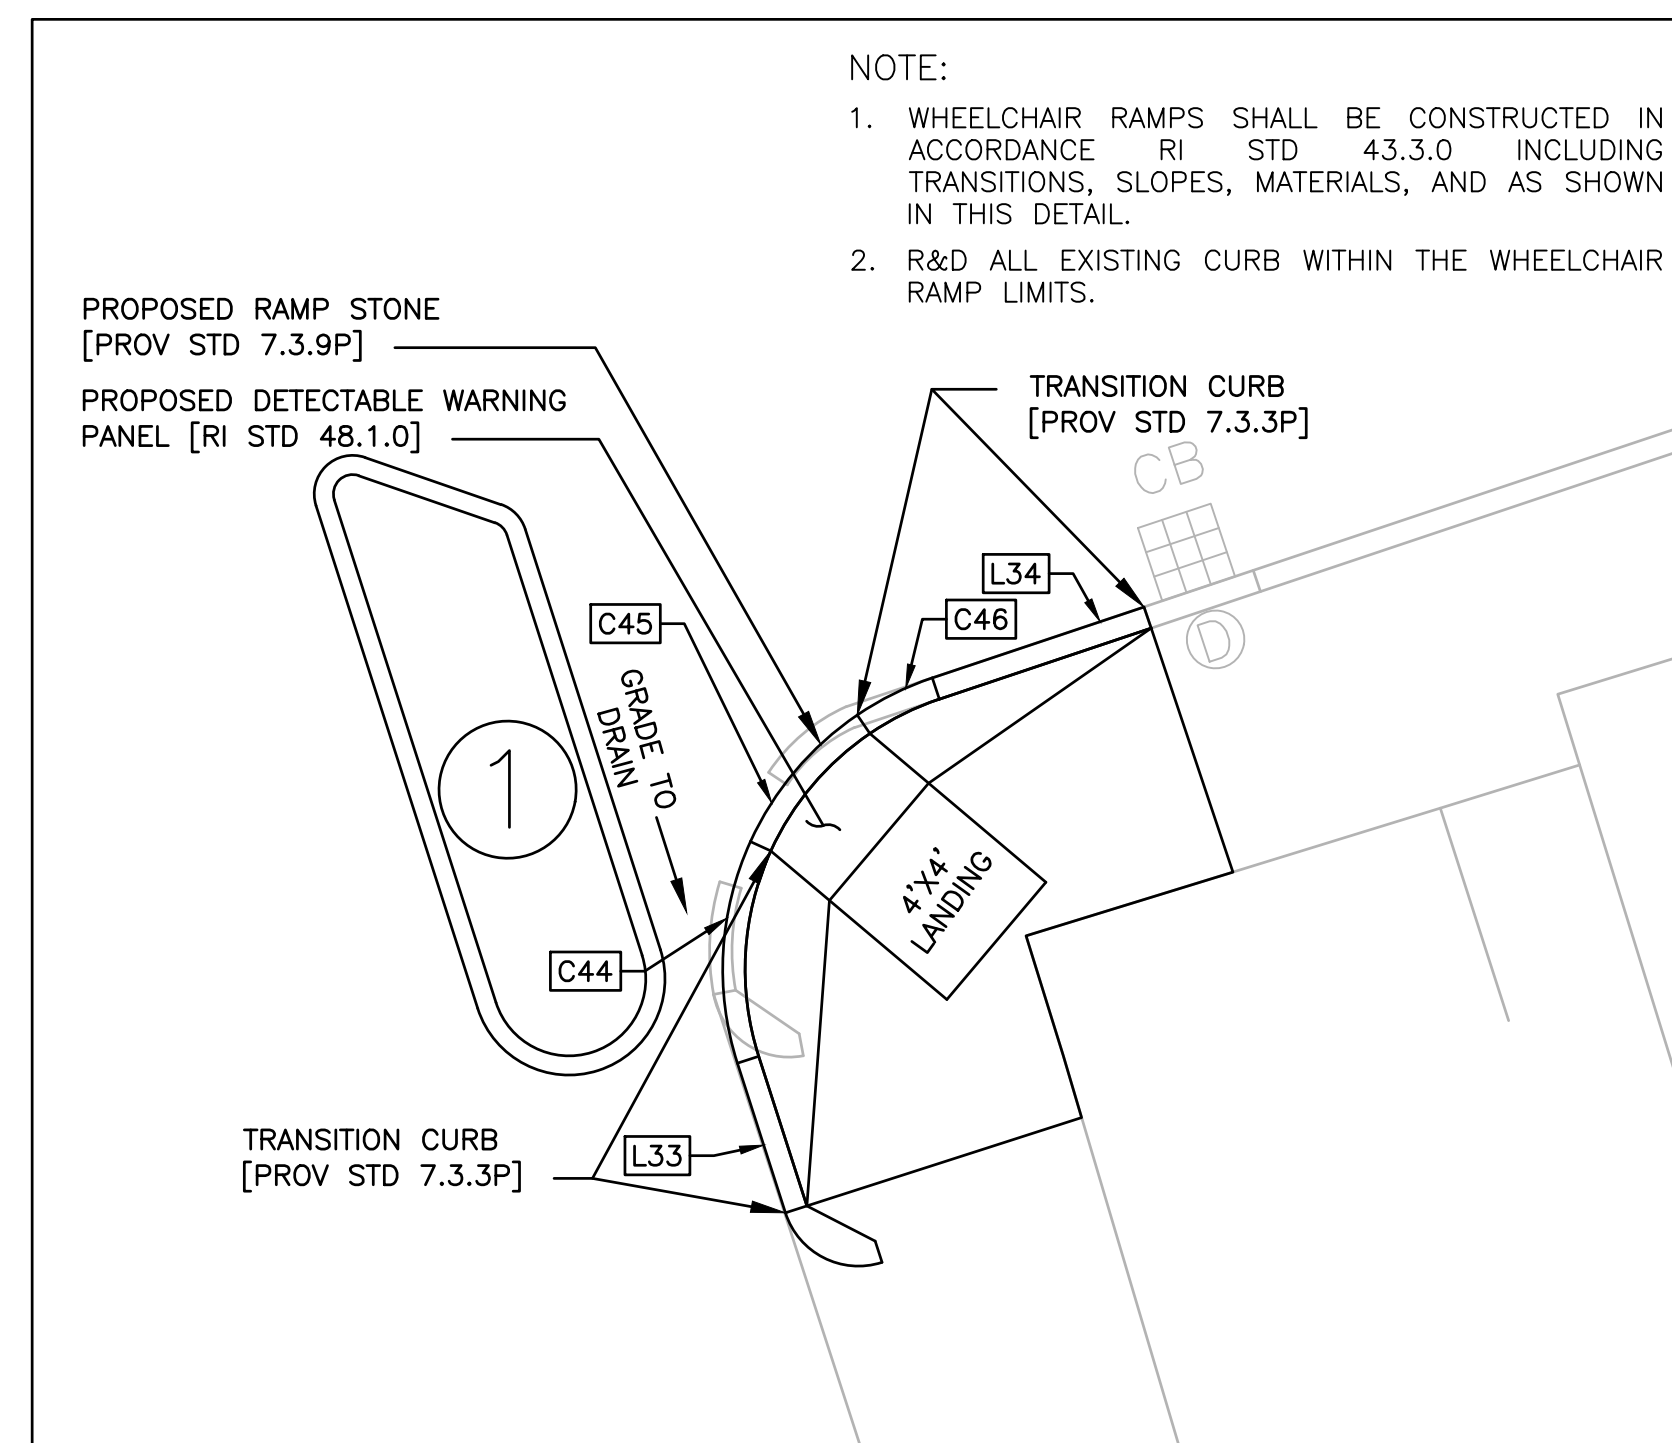 NOTE:
1. WHEELCHAIR RAMPS SHALL BE CONSTRUCTED IN
ACCORDANCE RI STD 43.3.0 INCLUDING
TRANSITIONS, SLOPES, MATERIALS, AND AS SHOWN
IN THIS DETAIL.
2. R&D ALL EXISTING CURB WITHIN THE WHEELCHAIR
RAMP LIMITS.
PROPOSED RAMP STONE
[PROV STD 7.3.9P]
PROPOSED DETECTABLE WARNING
PANEL [RI STD 48.1.0]
TRANSITION CURB
[PROV STD 7.3.3P]
CB
L34
C46
C45
D
GRADE TO
DRAIN
1
4'X4'
LANDING
C44
TRANSITION CURB
[PROV STD 7.3.3P]
L33